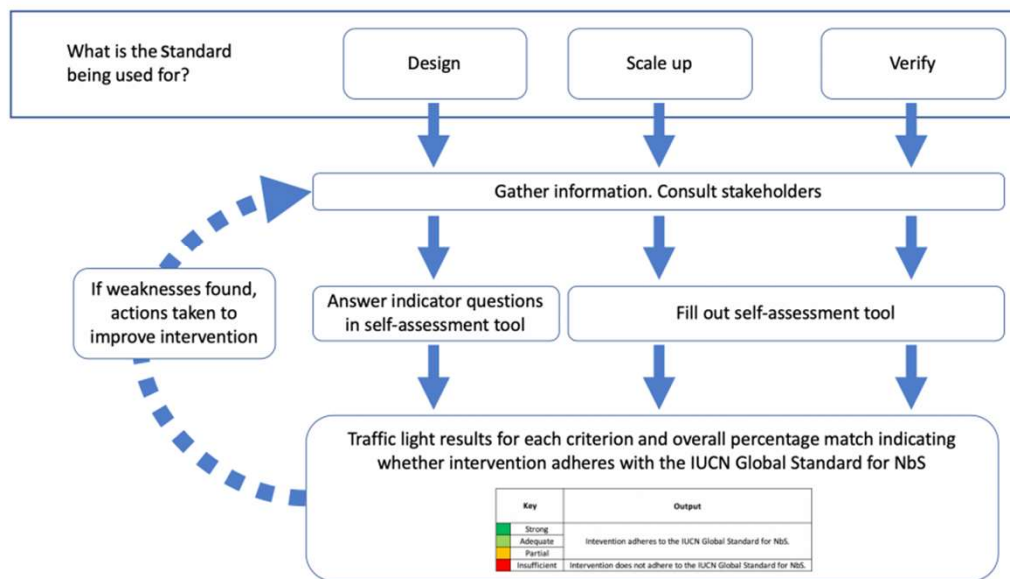 What is the Standard
being used for?
Design
Scale up
Verify
Gather information. Consult stakeholders
If weaknesses found,
actions taken to
improve intervention
Answer indicator questions
in self-assessment tool
Fill out self-assessment tool
Traffic light results for each criterion and overall percentage match indicating
whether intervention adheres with the IUCN Global Standard for NbS
Key
Output
Strong
Adequate
Partial
Intevention adheres to the IUCN Global Standard for NbS.
Insufficient
Intervention does not adhere to the IUCN Global Standard for NbS.